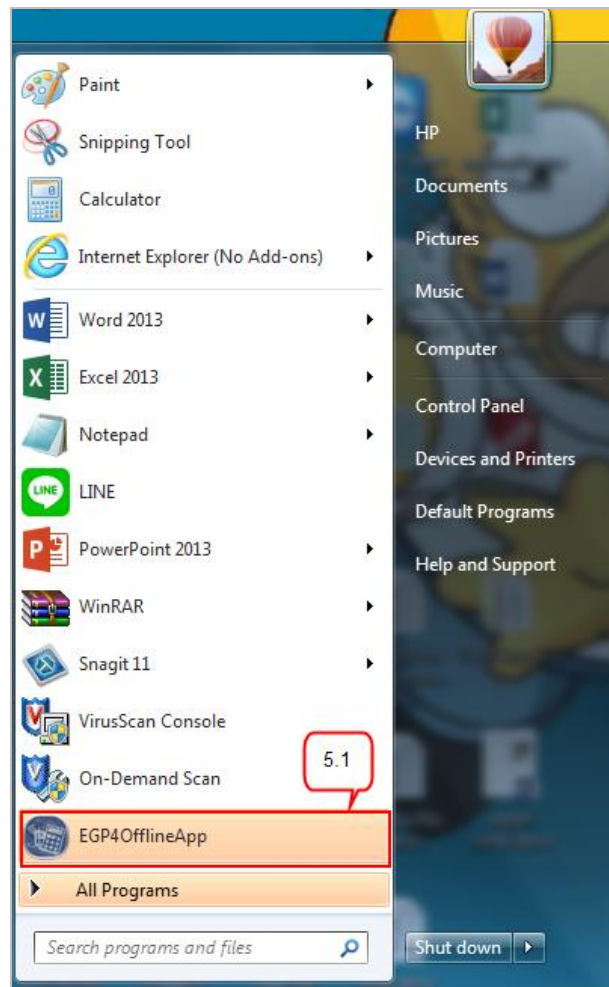 Paint
Snipping Tool
Calculator
Internet Explorer (No Add-ons)
Word 2013
Excel 2013
Notepad
LINE
PowerPoint 2013
WinRAR
Snagit 11
VirusScan Console
On-Demand Scan
5.1
EGP4OfflineApp
All Programs
Search programs and files
HP
Documents
Pictures
Music
Computer
Control Panel
Devices and Printers
Default Programs
Help and Support
Shut down